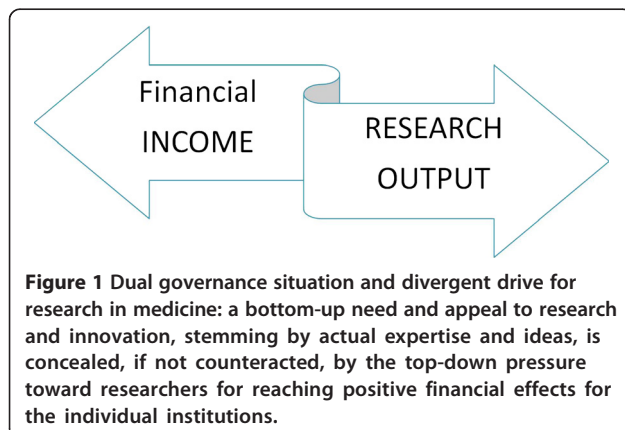 Financial
INCOME
RESEARCH
OUTPUT
Figure 1 Dual governance situation and divergent drive for
research in medicine: a bottom-up need and appeal to research
and innovation, stemming by actual expertise and ideas, is
concealed, if not counteracted, by the top-down pressure
toward researchers for reaching positive financial effects for
the individual institutions.